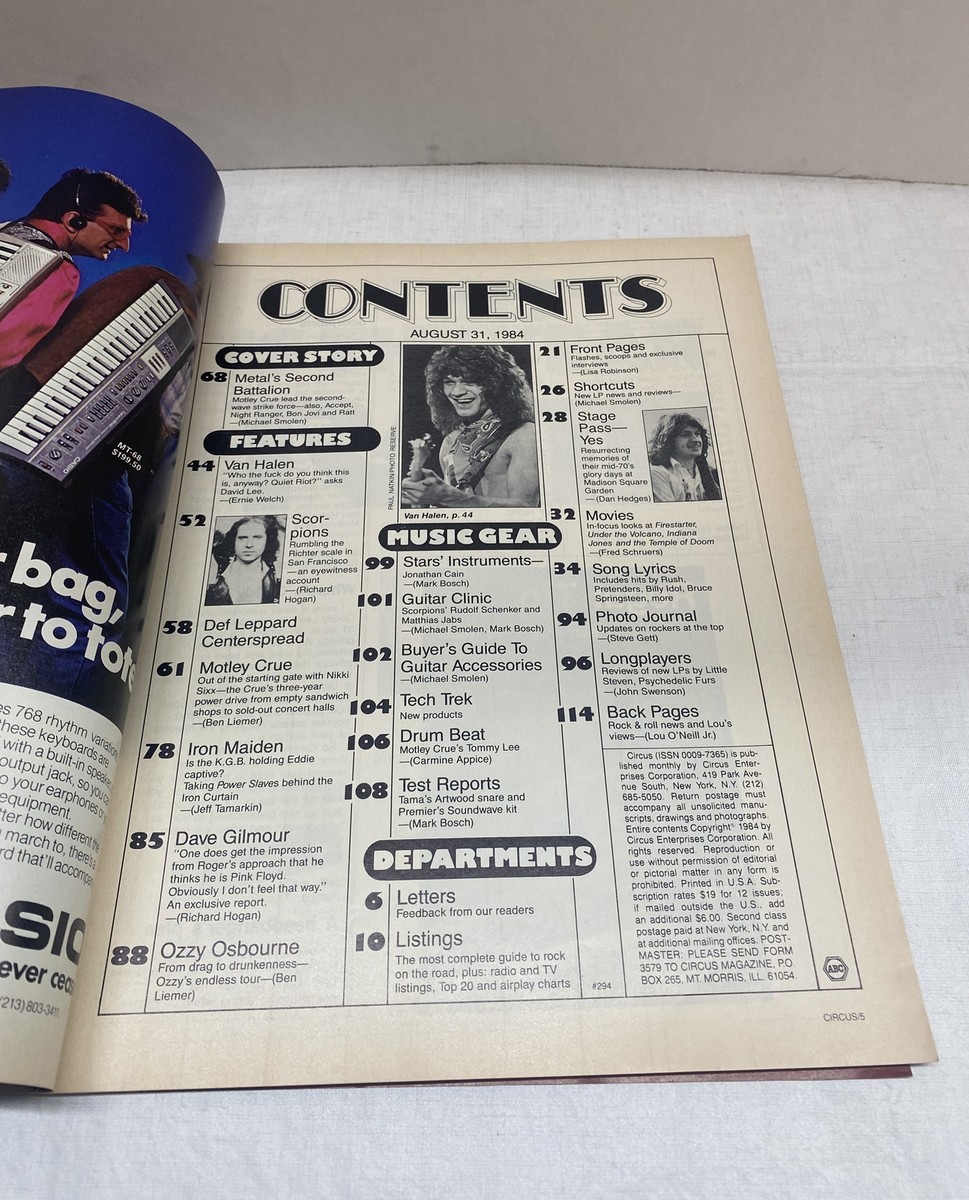 MT-68
$199.50
CASIO
r bag,
r to tote
es 768 rhythm variation
these keyboards are
with a built-in speake
output jack, so you ca
o your earphones or
equipment.
tter how different the
march to, there's a
rd that'll accompa
SIO
ever ceas
(213) 803-3411
CONTENTS
AUGUST 31, 1984
COVER STORY
68 Metal's Second
Battalion
Motley Crue lead the second-
wave strike force—also, Accept,
Night Ranger, Bon Jovi and Ratt
—(Michael Smolen)
FEATURES
44 Van Halen
"Who the fuck do you think this
is, anyway? Quiet Riot?" asks
David Lee.
—(Ernie Welch)
52 Scor-
pions
Rumbling the
Richter scale in
San Francisco
—an eyewitness
account
—(Richard
Hogan)
58 Def Leppard
Centerspread
61 Motley Crue
Out of the starting gate with Nikki
Sixx—the Crue's three-year
power drive from empty sandwich
shops to sold-out concert halls
—(Ben Liemer)
78 Iron Maiden
Is the K.G.B. holding Eddie
captive?
Taking Power Slaves behind the
Iron Curtain
—(Jeff Tamarkin)
85 Dave Gilmour
"One does get the impression
from Roger's approach that he
thinks he is Pink Floyd.
Obviously I don't feel that way."
An exclusive report.
—(Richard Hogan)
88 Ozzy Osbourne
From drag to drunkenness—
Ozzy's endless tour—(Ben
Liemer)
PAUL NATKIN/PHOTO RESERVE
Van Halen, p. 44
MUSIC GEAR
99 Stars' Instruments—
Jonathan Cain
—(Mark Bosch)
101 Guitar Clinic
Scorpions' Rudolf Schenker and
Matthias Jabs
—(Michael Smolen, Mark Bosch)
102 Buyer's Guide To
Guitar Accessories
—(Michael Smolen)
104 Tech Trek
New products
106 Drum Beat
Motley Crue's Tommy Lee
—(Carmine Appice)
108 Test Reports
Tama's Artwood snare and
Premier's Soundwave kit.
—(Mark Bosch)
DEPARTMENTS
6 Letters
Feedback from our readers
10 Listings
The most complete guide to rock
on the road, plus: radio and TV
listings, Top 20 and airplay charts
#294
21 Front Pages
Flashes, scoops and exclusive
interviews
—(Lisa Robinson)
26 Shortcuts
New LP news and reviews—
(Michael Smolen)
28 Stage
Pass—
Yes
Resurrecting
memories of
their mid-70's
glory days at
Madison Square
Garden
—(Dan Hedges)
32 Movies
In-focus looks at Firestarter,
Under the Volcano, Indiana
Jones and the Temple of Doom
—(Fred Schruers)
34 Song Lyrics
Includes hits by Rush,
Pretenders, Billy Idol, Bruce
Springsteen, more
94 Photo Journal
Updates on rockers at the top
—(Steve Gett)
96 Longplayers
Reviews of new LPs by Little
Steven, Psychedelic Furs
—(John Swenson)
114 Back Pages
Rock & roll news and Lou's
views—(Lou O'Neill Jr.)
Circus (ISSN 0009-7365) is pub-
lished monthly by Circus Enter-
prises Corporation, 419 Park Ave-
nue South, New York, N.Y. (212)
685-5050. Return postage must
accompany all unsolicited manu-
scripts, drawings and photographs.
Entire contents Copyright© 1984 by
Circus Enterprises Corporation. All
rights reserved. Reproduction or
use without permission of editorial
or pictorial matter in any form is
prohibited. Printed in U.S.A. Sub-
scription rates $19 for 12 issues;
if mailed outside the U.S., add
an additional $6.00. Second class
postage paid at New York, N.Y. and
at additional mailing offices. POST-
MASTER: PLEASE SEND FORM
3579 TO CIRCUS MAGAZINE, P.O.
BOX 265, MT. MORRIS, ILL. 61054.
ABC
CIRCUS/5